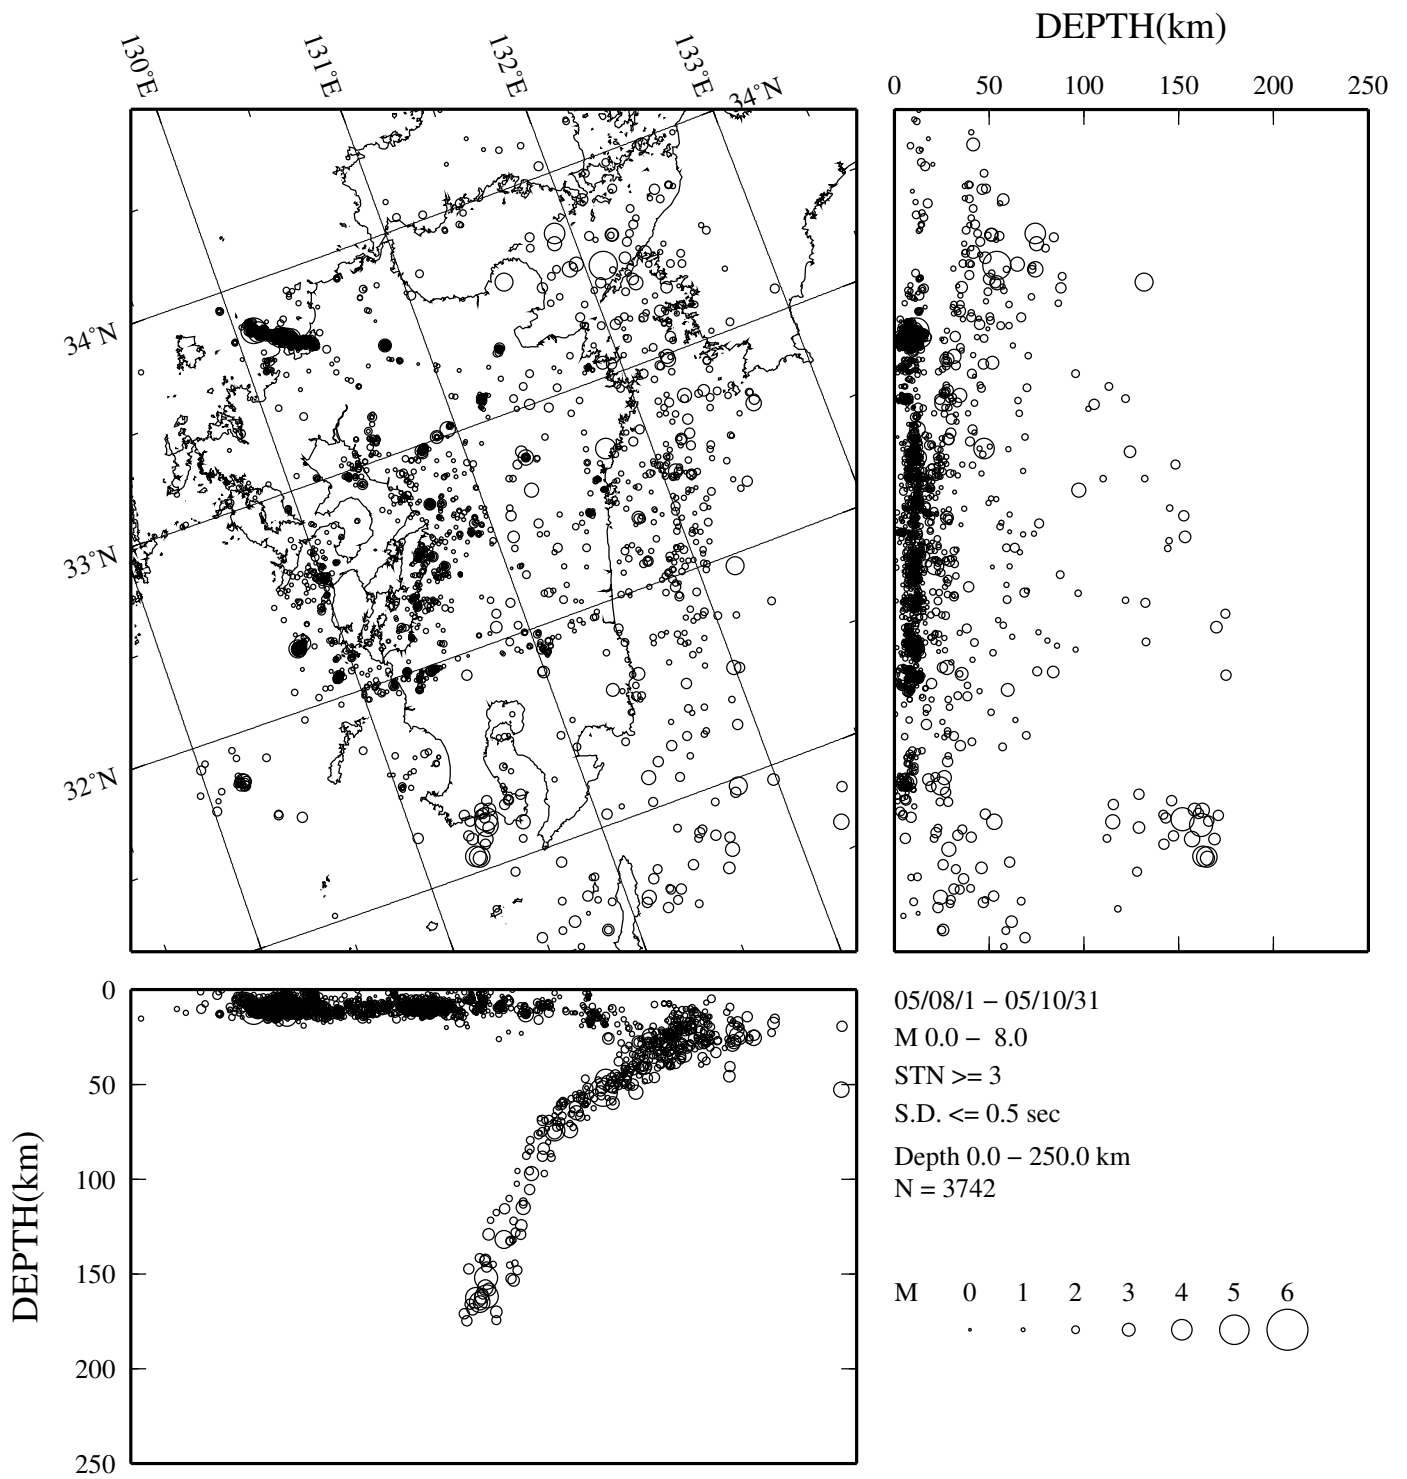 DEPTH(km)
130°E
131°E
132°E
133°E
34°N
0 50 100 150 200 250
34°N
33°N
32°N
0
50
100
150
200
250
DEPTH(km)
05/08/1 − 05/10/31
M 0.0 − 8.0
STN >= 3
S.D. <= 0.5 sec
Depth 0.0 − 250.0 km
N = 3742
M 0 1 2 3 4 5 6